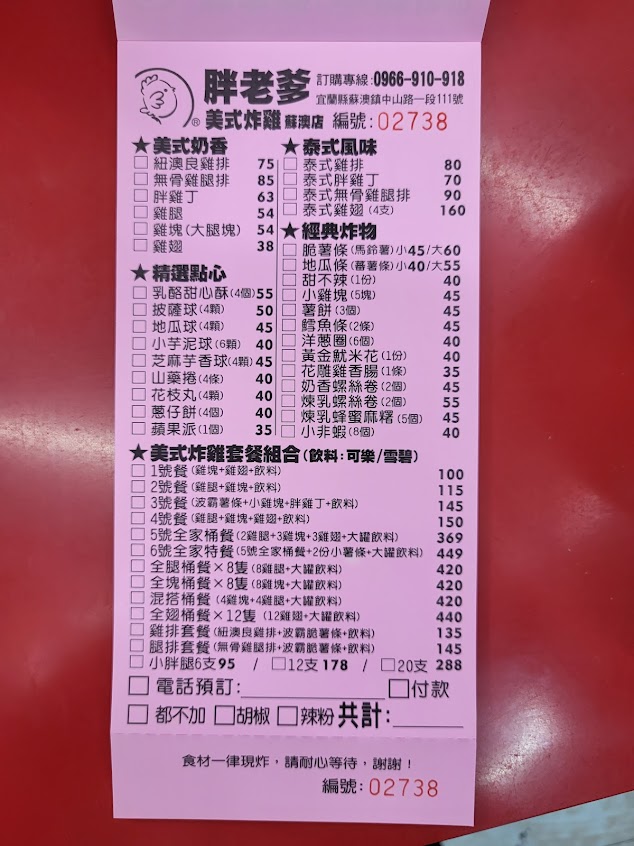 胖老爹 訂購專線:0966-910-918
宜蘭縣蘇澳鎮中山路一段111號
®美式炸雞 蘇澳店 編號:02738
★美式奶香
紐澳良雞排 75
無骨雞腿排 85
胖雞丁 63
雞腿 54
雞塊(大腿塊) 54
雞翅 38
★精選點心
乳酪甜心酥(4個)55
披薩球(4顆) 50
地瓜球(4顆) 45
小芋泥球(6顆) 40
芝麻芋香球(4顆)45
山藥捲(4條) 40
花枝丸(4顆) 40
蔥仔餅(4個) 40
蘋果派(1個) 35
★泰式風味
泰式雞排 80
泰式胖雞丁 70
泰式無骨雞腿排 90
泰式雞翅(4支) 160
★經典炸物
脆薯條(馬鈴薯)小45/大60
地瓜條(蕃薯條)小40/大55
甜不辣(1份) 40
小雞塊(5塊) 45
薯餅(3個) 45
鱈魚條(2條) 45
洋蔥圈(6個) 40
黃金魷米花(1份) 40
花雕雞香腸(1條) 35
奶香螺絲卷(2個) 45
煉乳螺絲卷(2個) 55
煉乳蜂蜜麻糬(5個) 45
小非蝦(8個) 40
★美式炸雞套餐組合(飲料:可樂/雪碧)
1號餐(雞塊+雞翅+飲料) 100
2號餐(雞腿+雞塊+飲料) 115
3號餐(波霸薯條+小雞塊+胖雞丁+飲料) 145
4號餐(雞腿+雞塊+雞翅+飲料) 150
5號全家桶餐(2雞腿+3雞塊+3雞翅+大罐飲料) 369
6號全家特餐(5號全家桶餐+2份小薯條+大罐飲料) 449
全腿桶餐×8隻(8雞腿+大罐飲料) 420
全塊桶餐×8隻(8雞塊+大罐飲料) 420
混搭桶餐(4雞塊+4雞腿+大罐飲料) 420
全翅桶餐×12隻(12雞翅+大罐飲料) 440
雞排套餐(紐澳良雞排+波霸脆薯條+飲料) 135
腿排套餐(無骨雞腿排+波霸脆薯條+飲料) 145
小胖腿6支95 / 12支178 / 20支 288
電話預訂: 付款
都不加 胡椒 辣粉 共計:
食材一律現炸,請耐心等待,謝謝!
編號:02738